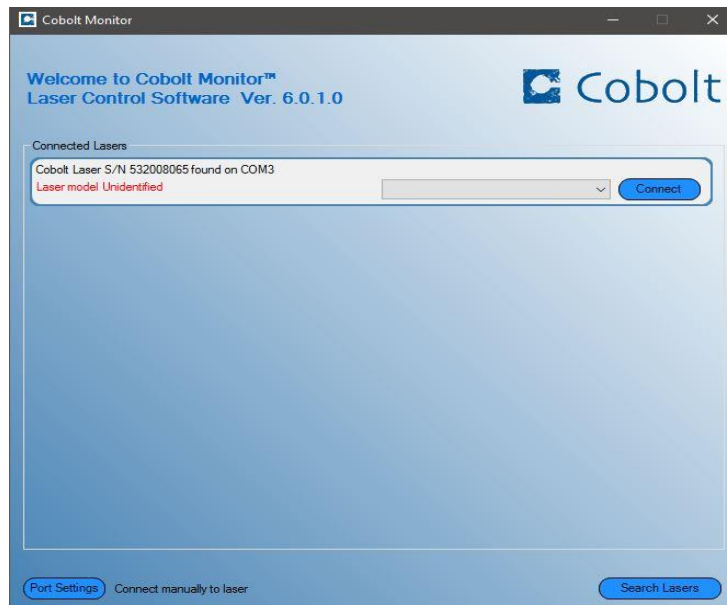 Cobolt Monitor
Welcome to Cobolt Monitor™
Laser Control Software Ver. 6.0.1.0
Cobolt
Connected Lasers
Cobolt Laser S/N 532008065 found on COM3
Laser model Unidentified
Connect
Port Settings
Connect manually to laser
Search Lasers